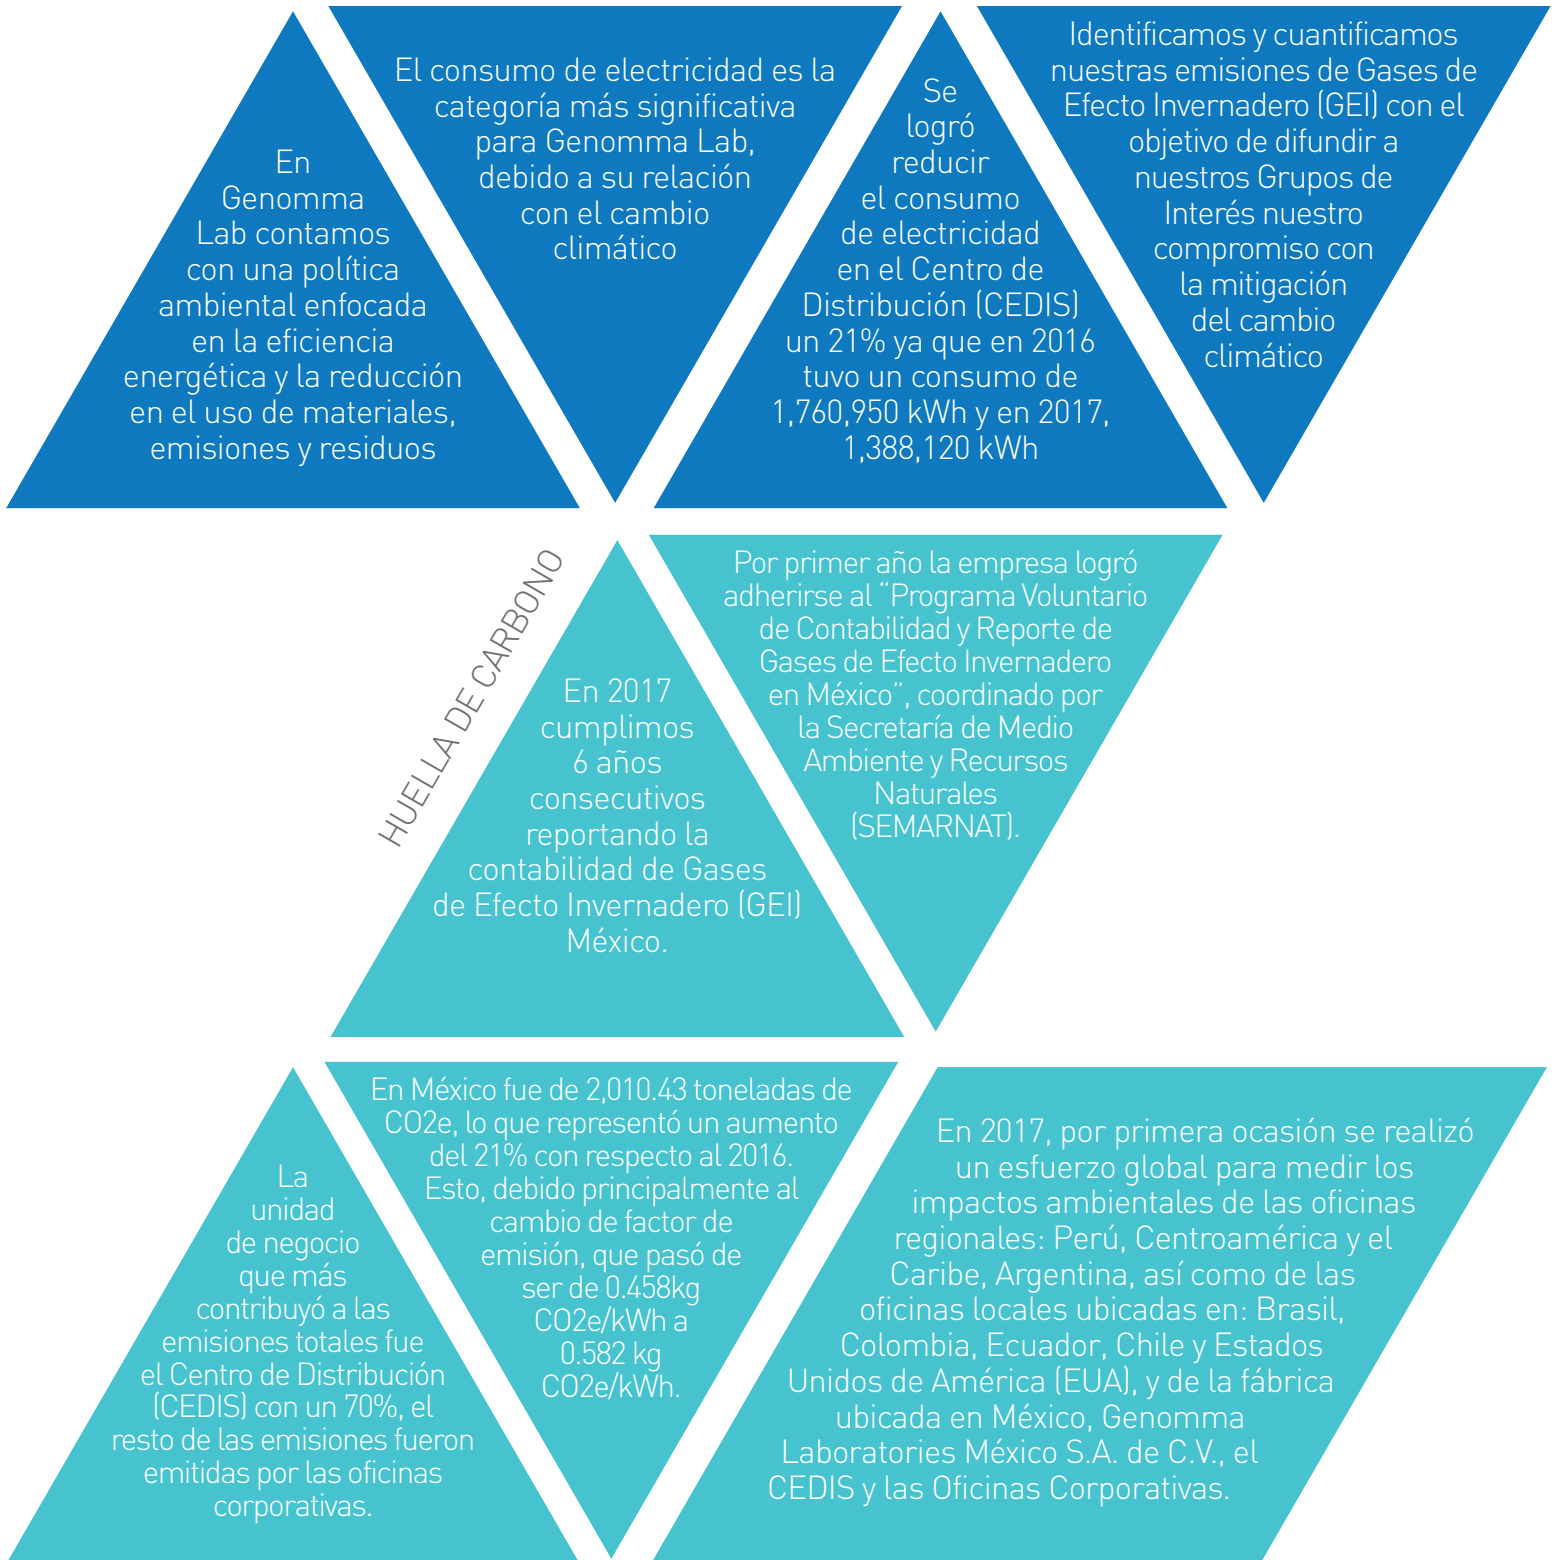 En
Genomma
Lab contamos
con una política
ambiental enfocada
en la eficiencia
energética y la reducción
en el uso de materiales,
emisiones y residuos
El consumo de electricidad es la
categoría más significativa
para Genomma Lab,
debido a su relación
con el cambio
climático
Se
logró
reducir
el consumo
de electricidad
en el Centro de
Distribución (CEDIS)
un 21% ya que en 2016
tuvo un consumo de
1,760,950 kWh y en 2017,
1,388,120 kWh
Identificamos y cuantificamos
nuestras emisiones de Gases de
Efecto Invernadero (GEI) con el
objetivo de difundir a
nuestros Grupos de
Interés nuestro
compromiso con
la mitigación
del cambio
climático
HUELLA DE CARBONO
En 2017
cumplimos
6 años
consecutivos
reportando la
contabilidad de Gases
de Efecto Invernadero (GEI)
México.
Por primer año la empresa logró
adherirse al “Programa Voluntario
de Contabilidad y Reporte de
Gases de Efecto Invernadero
en México”, coordinado por
la Secretaría de Medio
Ambiente y Recursos
Naturales
(SEMARNAT).
La
unidad
de negocio
que más
contribuyó a las
emisiones totales fue
el Centro de Distribución
(CEDIS) con un 70%, el
resto de las emisiones fueron
emitidas por las oficinas
corporativas.
En México fue de 2,010.43 toneladas de
CO2e, lo que representó un aumento
del 21% con respecto al 2016.
Esto, debido principalmente al
cambio de factor de
emisión, que pasó de
ser de 0.458kg
CO2e/kWh a
0.582 kg
CO2e/kWh.
En 2017, por primera ocasión se realizó
un esfuerzo global para medir los
impactos ambientales de las oficinas
regionales: Perú, Centroamérica y el
Caribe, Argentina, así como de las
oficinas locales ubicadas en: Brasil,
Colombia, Ecuador, Chile y Estados
Unidos de América (EUA), y de la fábrica
ubicada en México, Genomma
Laboratories México S.A. de C.V., el
CEDIS y las Oficinas Corporativas.